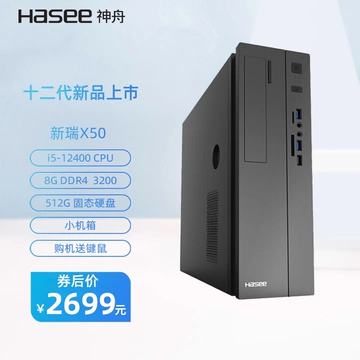 Hasee 神舟
十二代新品上市
新瑞X50
i5-12400 CPU
8G DDR4 3200
512G 固态硬盘
小机箱
购机送键鼠
券后价
¥2699元
Hasee